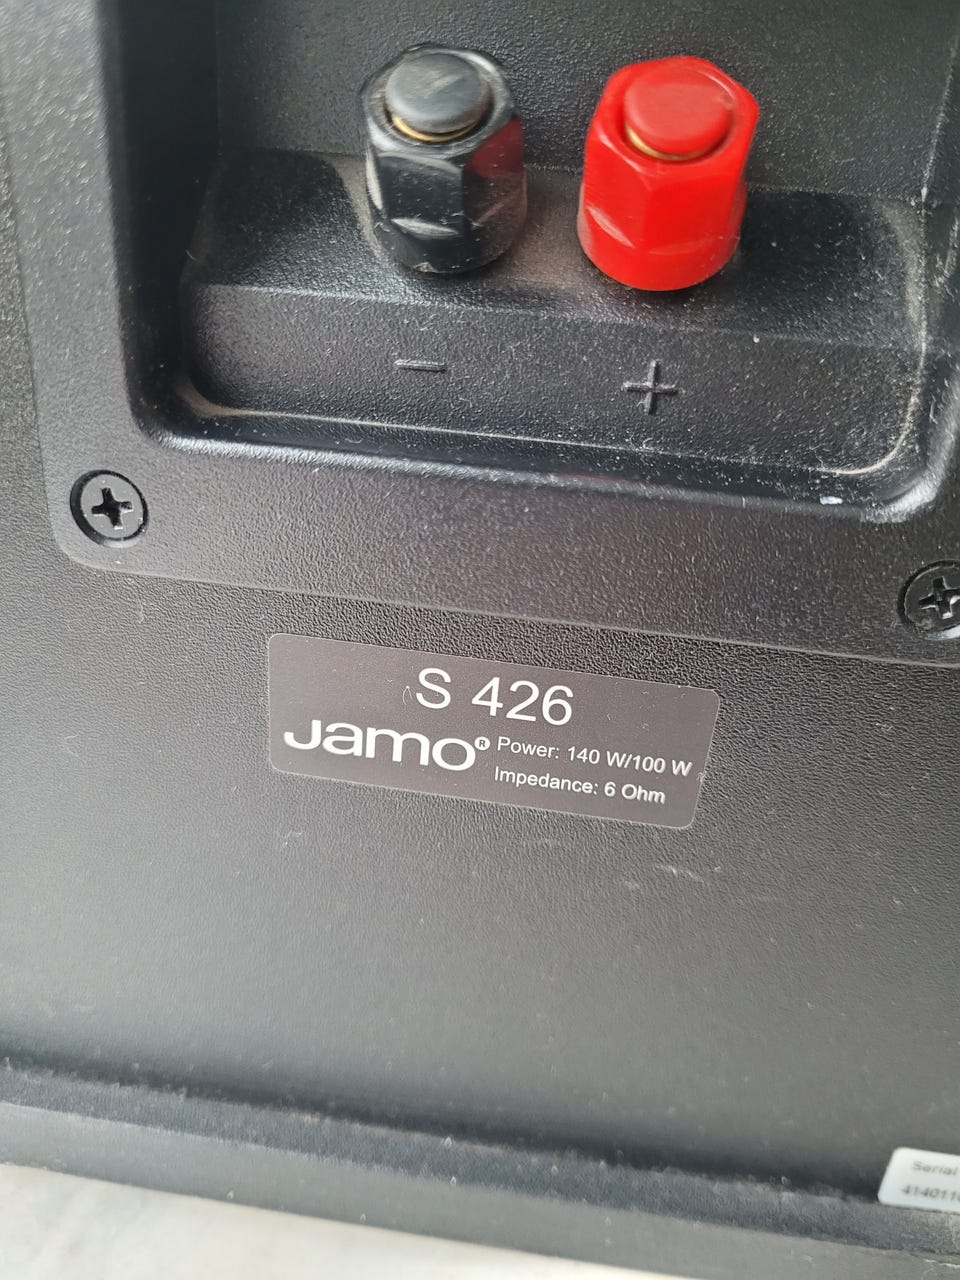 − +
S 426
Jamo® Power: 140 W/100 W
Impedance: 6 Ohm
Serial